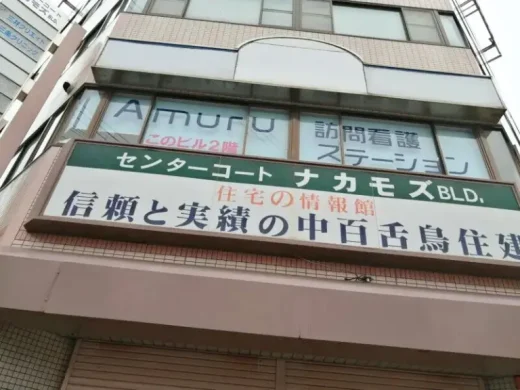 Amuru
このビル2階
訪問看護
ステーション
センターコート ナカモズBLD.
住宅の情報館
信頼と実績の中百舌鳥住建